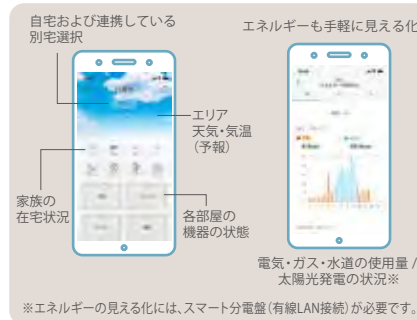 自宅および連携している
別宅選択
エリア
天気・気温
(予報)
家族の
在宅状況
各部屋の
機器の状態
エネルギーも手軽に見える化
電気・ガス・水道の使用量 /
太陽光発電の状況※
※エネルギーの見える化には、スマート分電盤(有線LAN接続)が必要です。